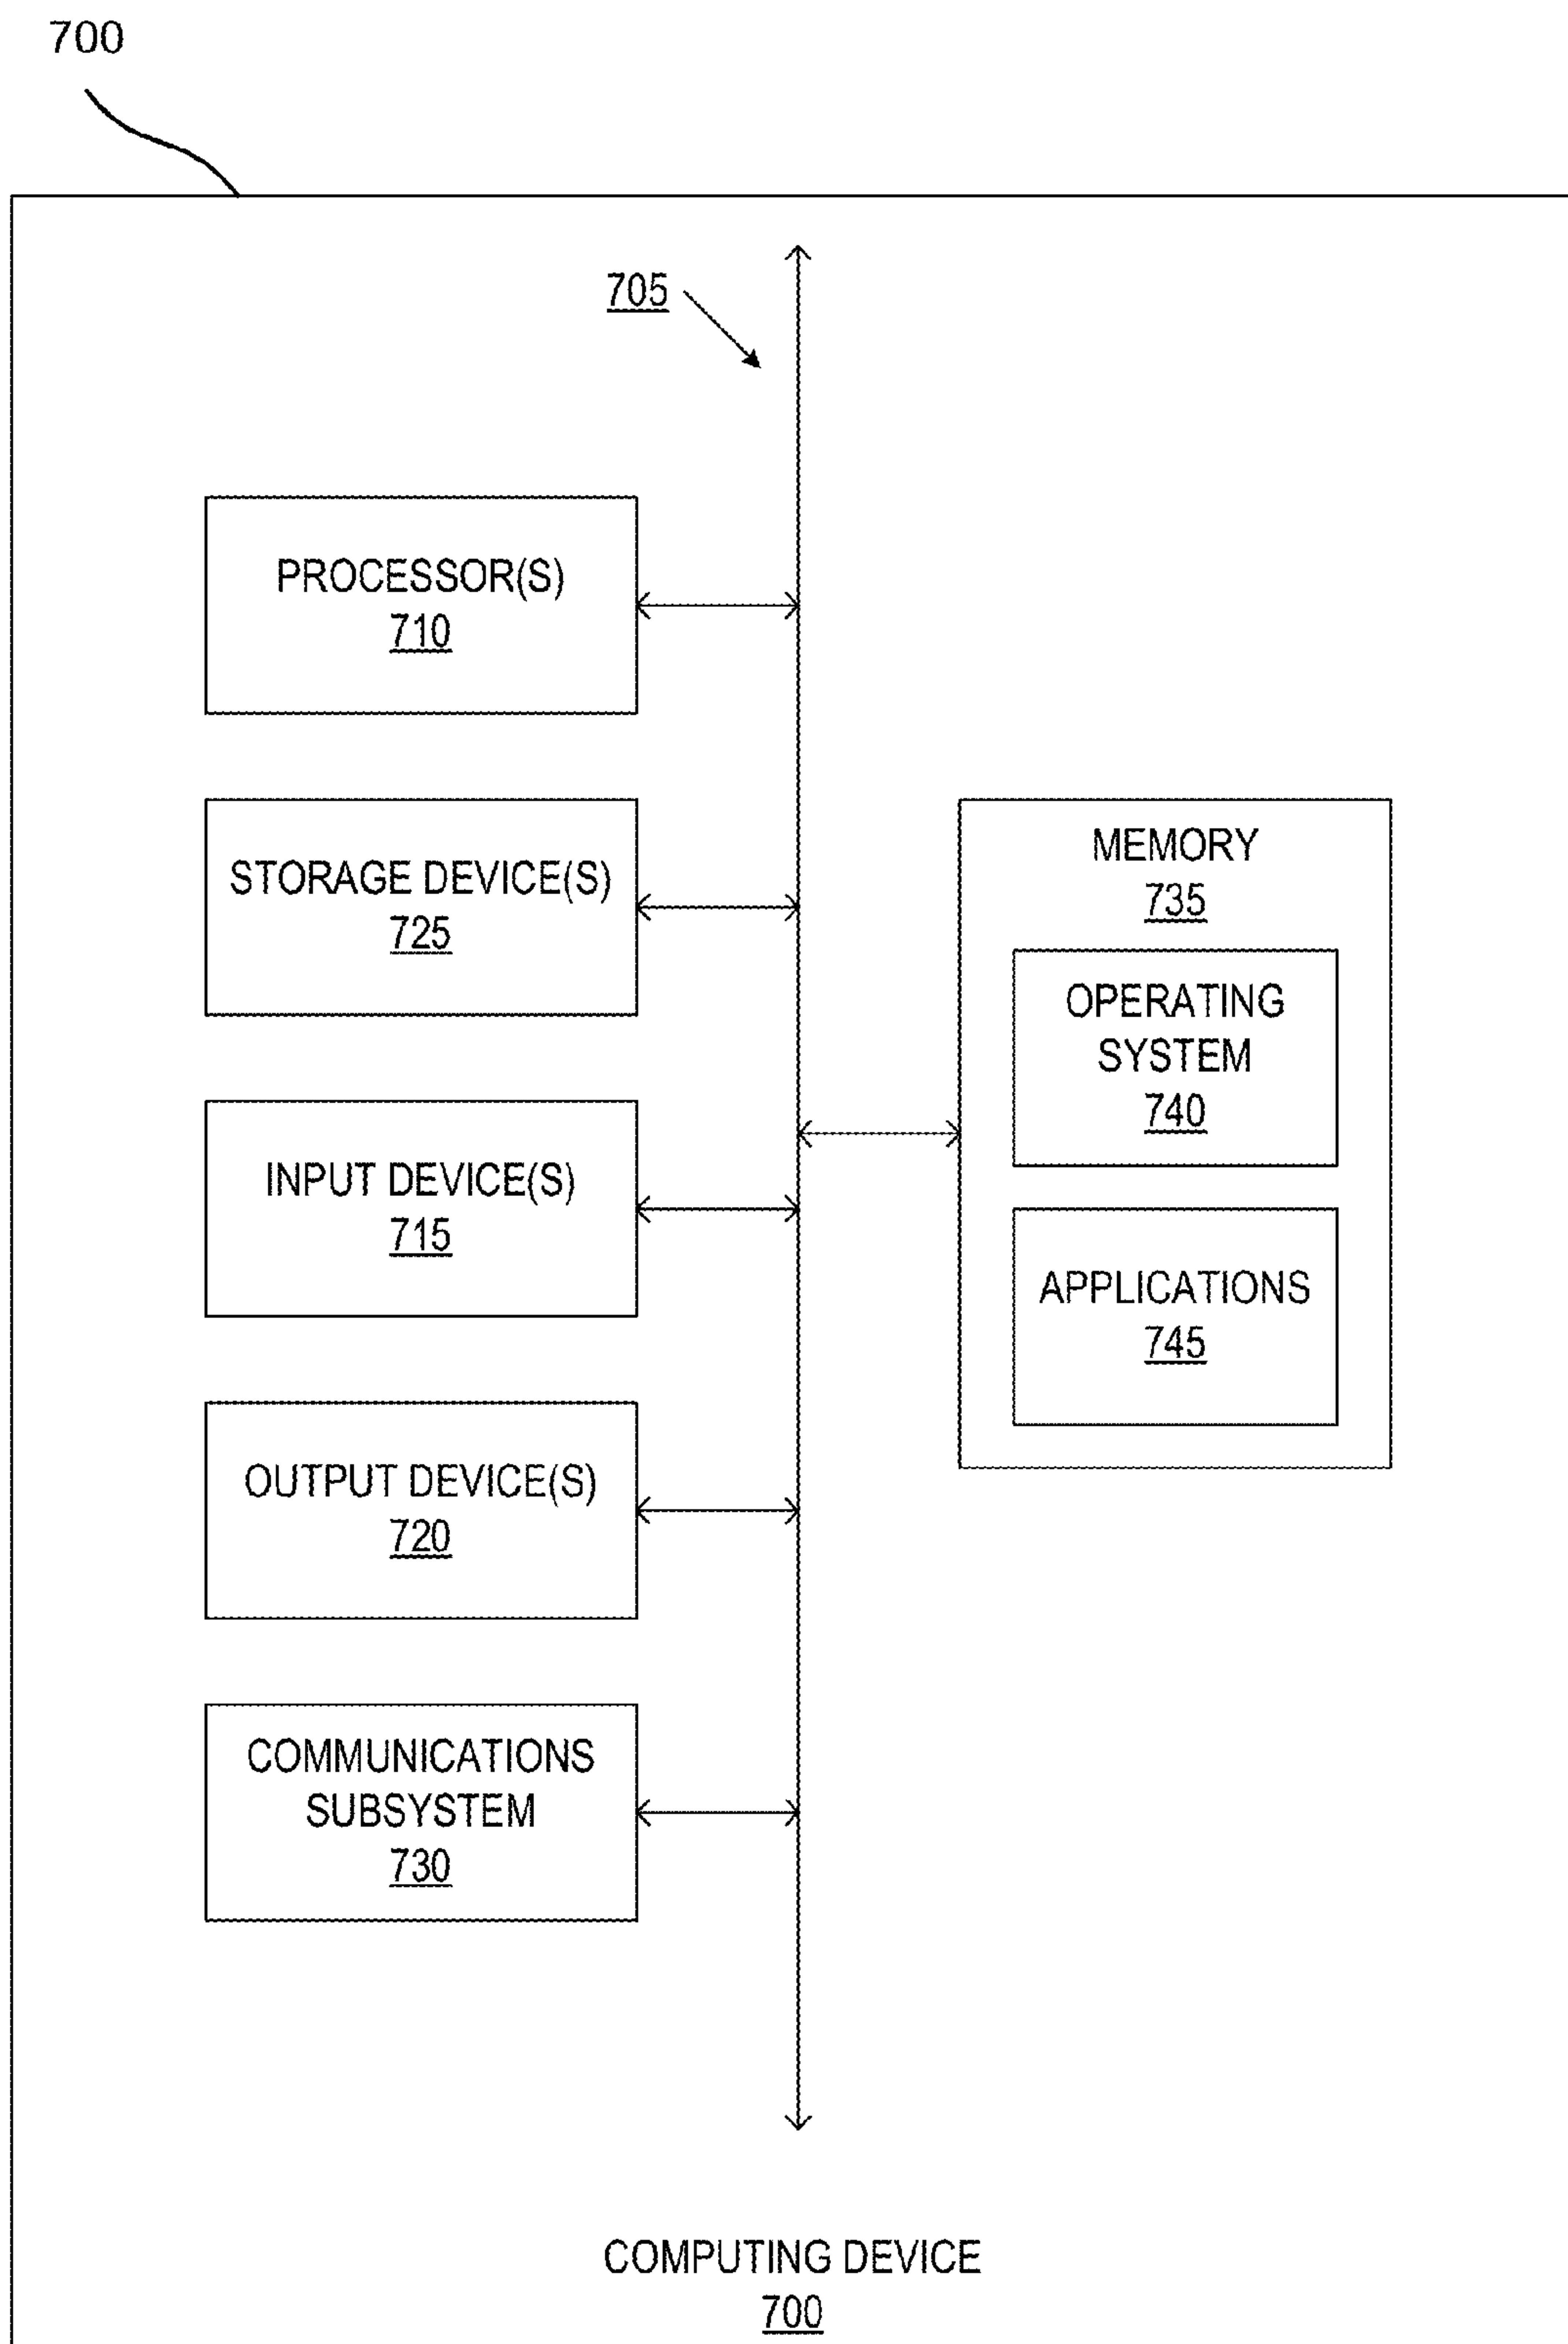 700
705
PROCESSOR(S)
710
STORAGE DEVICE(S)
725
INPUT DEVICE(S)
715
OUTPUT DEVICE(S)
720
COMMUNICATIONS
SUBSYSTEM
730
MEMORY
735
OPERATING
SYSTEM
740
APPLICATIONS
745
COMPUTING DEVICE
700